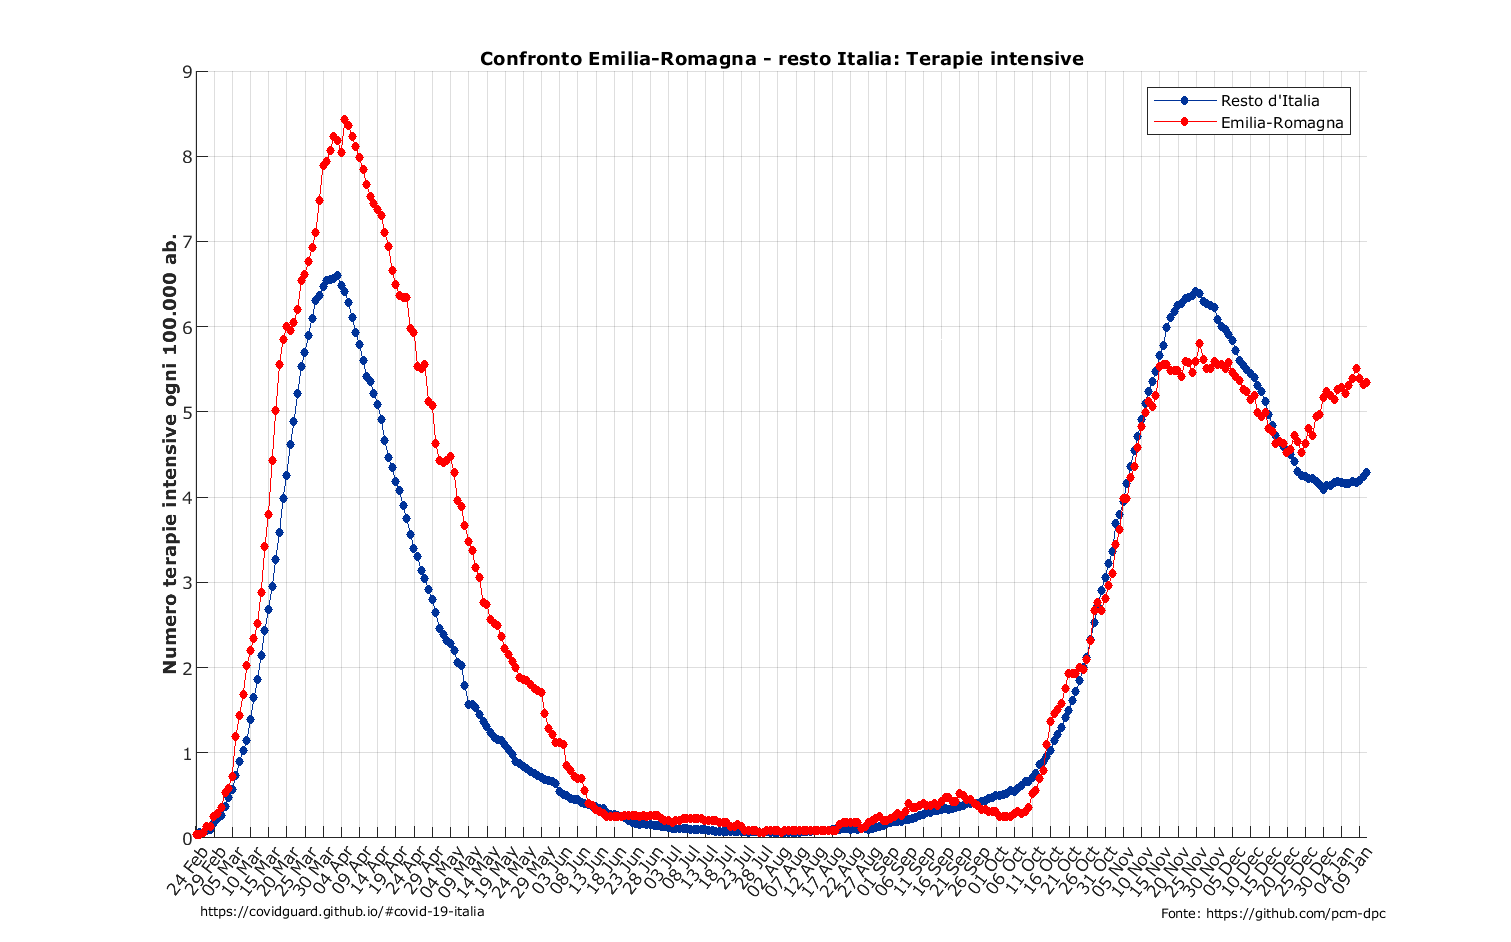 Confronto Emilia-Romagna - resto Italia: Terapie intensive
Numero terapie intensive ogni 100.000 ab.
9
8
7
6
5
4
3
2
1
0
Resto d'Italia
Emilia-Romagna
24 Feb
29 Feb
05 Mar
10 Mar
15 Mar
20 Mar
25 Mar
30 Mar
04 Apr
09 Apr
14 Apr
19 Apr
24 Apr
29 Apr
04 May
09 May
14 May
19 May
24 May
29 May
03 Jun
08 Jun
13 Jun
18 Jun
23 Jun
28 Jun
03 Jul
08 Jul
13 Jul
18 Jul
23 Jul
28 Jul
02 Aug
07 Aug
12 Aug
17 Aug
22 Aug
27 Aug
01 Sep
06 Sep
11 Sep
16 Sep
21 Sep
26 Sep
01 Oct
06 Oct
11 Oct
16 Oct
21 Oct
26 Oct
31 Oct
05 Nov
10 Nov
15 Nov
20 Nov
25 Nov
30 Nov
05 Dec
10 Dec
15 Dec
20 Dec
25 Dec
30 Dec
04 Jan
09 Jan
https://covidguard.github.io/#covid-19-italia
Fonte: https://github.com/pcm-dpc